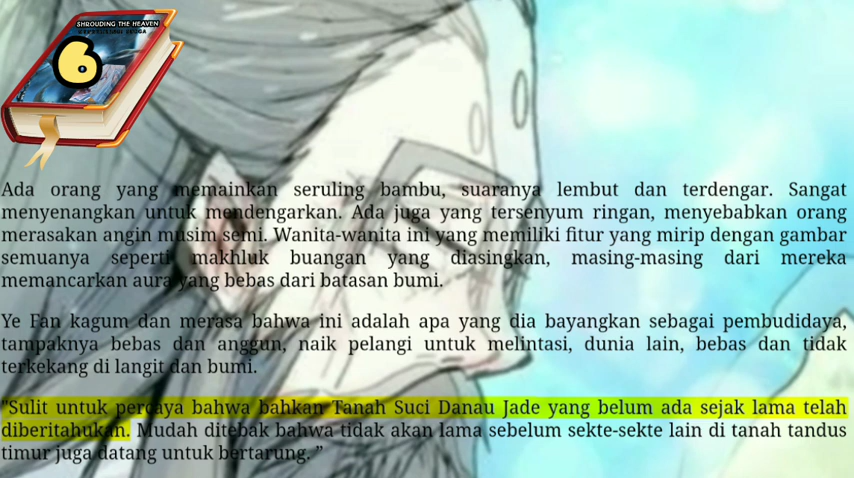 SHROUDING THE HEAVEN
6
Ada orang yang memainkan seruling bambu, suaranya lembut dan terdengar. Sangat
menyenangkan untuk mendengarkan. Ada juga yang tersenyum ringan, menyebabkan orang
merasakan angin musim semi. Wanita-wanita ini yang memiliki fitur yang mirip dengan gambar
semuanya seperti makhluk buangan yang diasingkan, masing-masing dari mereka
memancarkan aura yang bebas dari batasan bumi.
Ye Fan kagum dan merasa bahwa ini adalah apa yang dia bayangkan sebagai pembudidaya,
tampaknya bebas dan anggun, naik pelangi untuk melintasi, dunia lain, bebas dan tidak
terkekang di langit dan bumi.
"Sulit untuk percaya bahwa bahkan Tanah Suci Danau Jade yang belum ada sejak lama telah
diberitahukan. Mudah ditebak bahwa tidak akan lama sebelum sekte-sekte lain di tanah tandus
timur juga datang untuk bertarung. ”